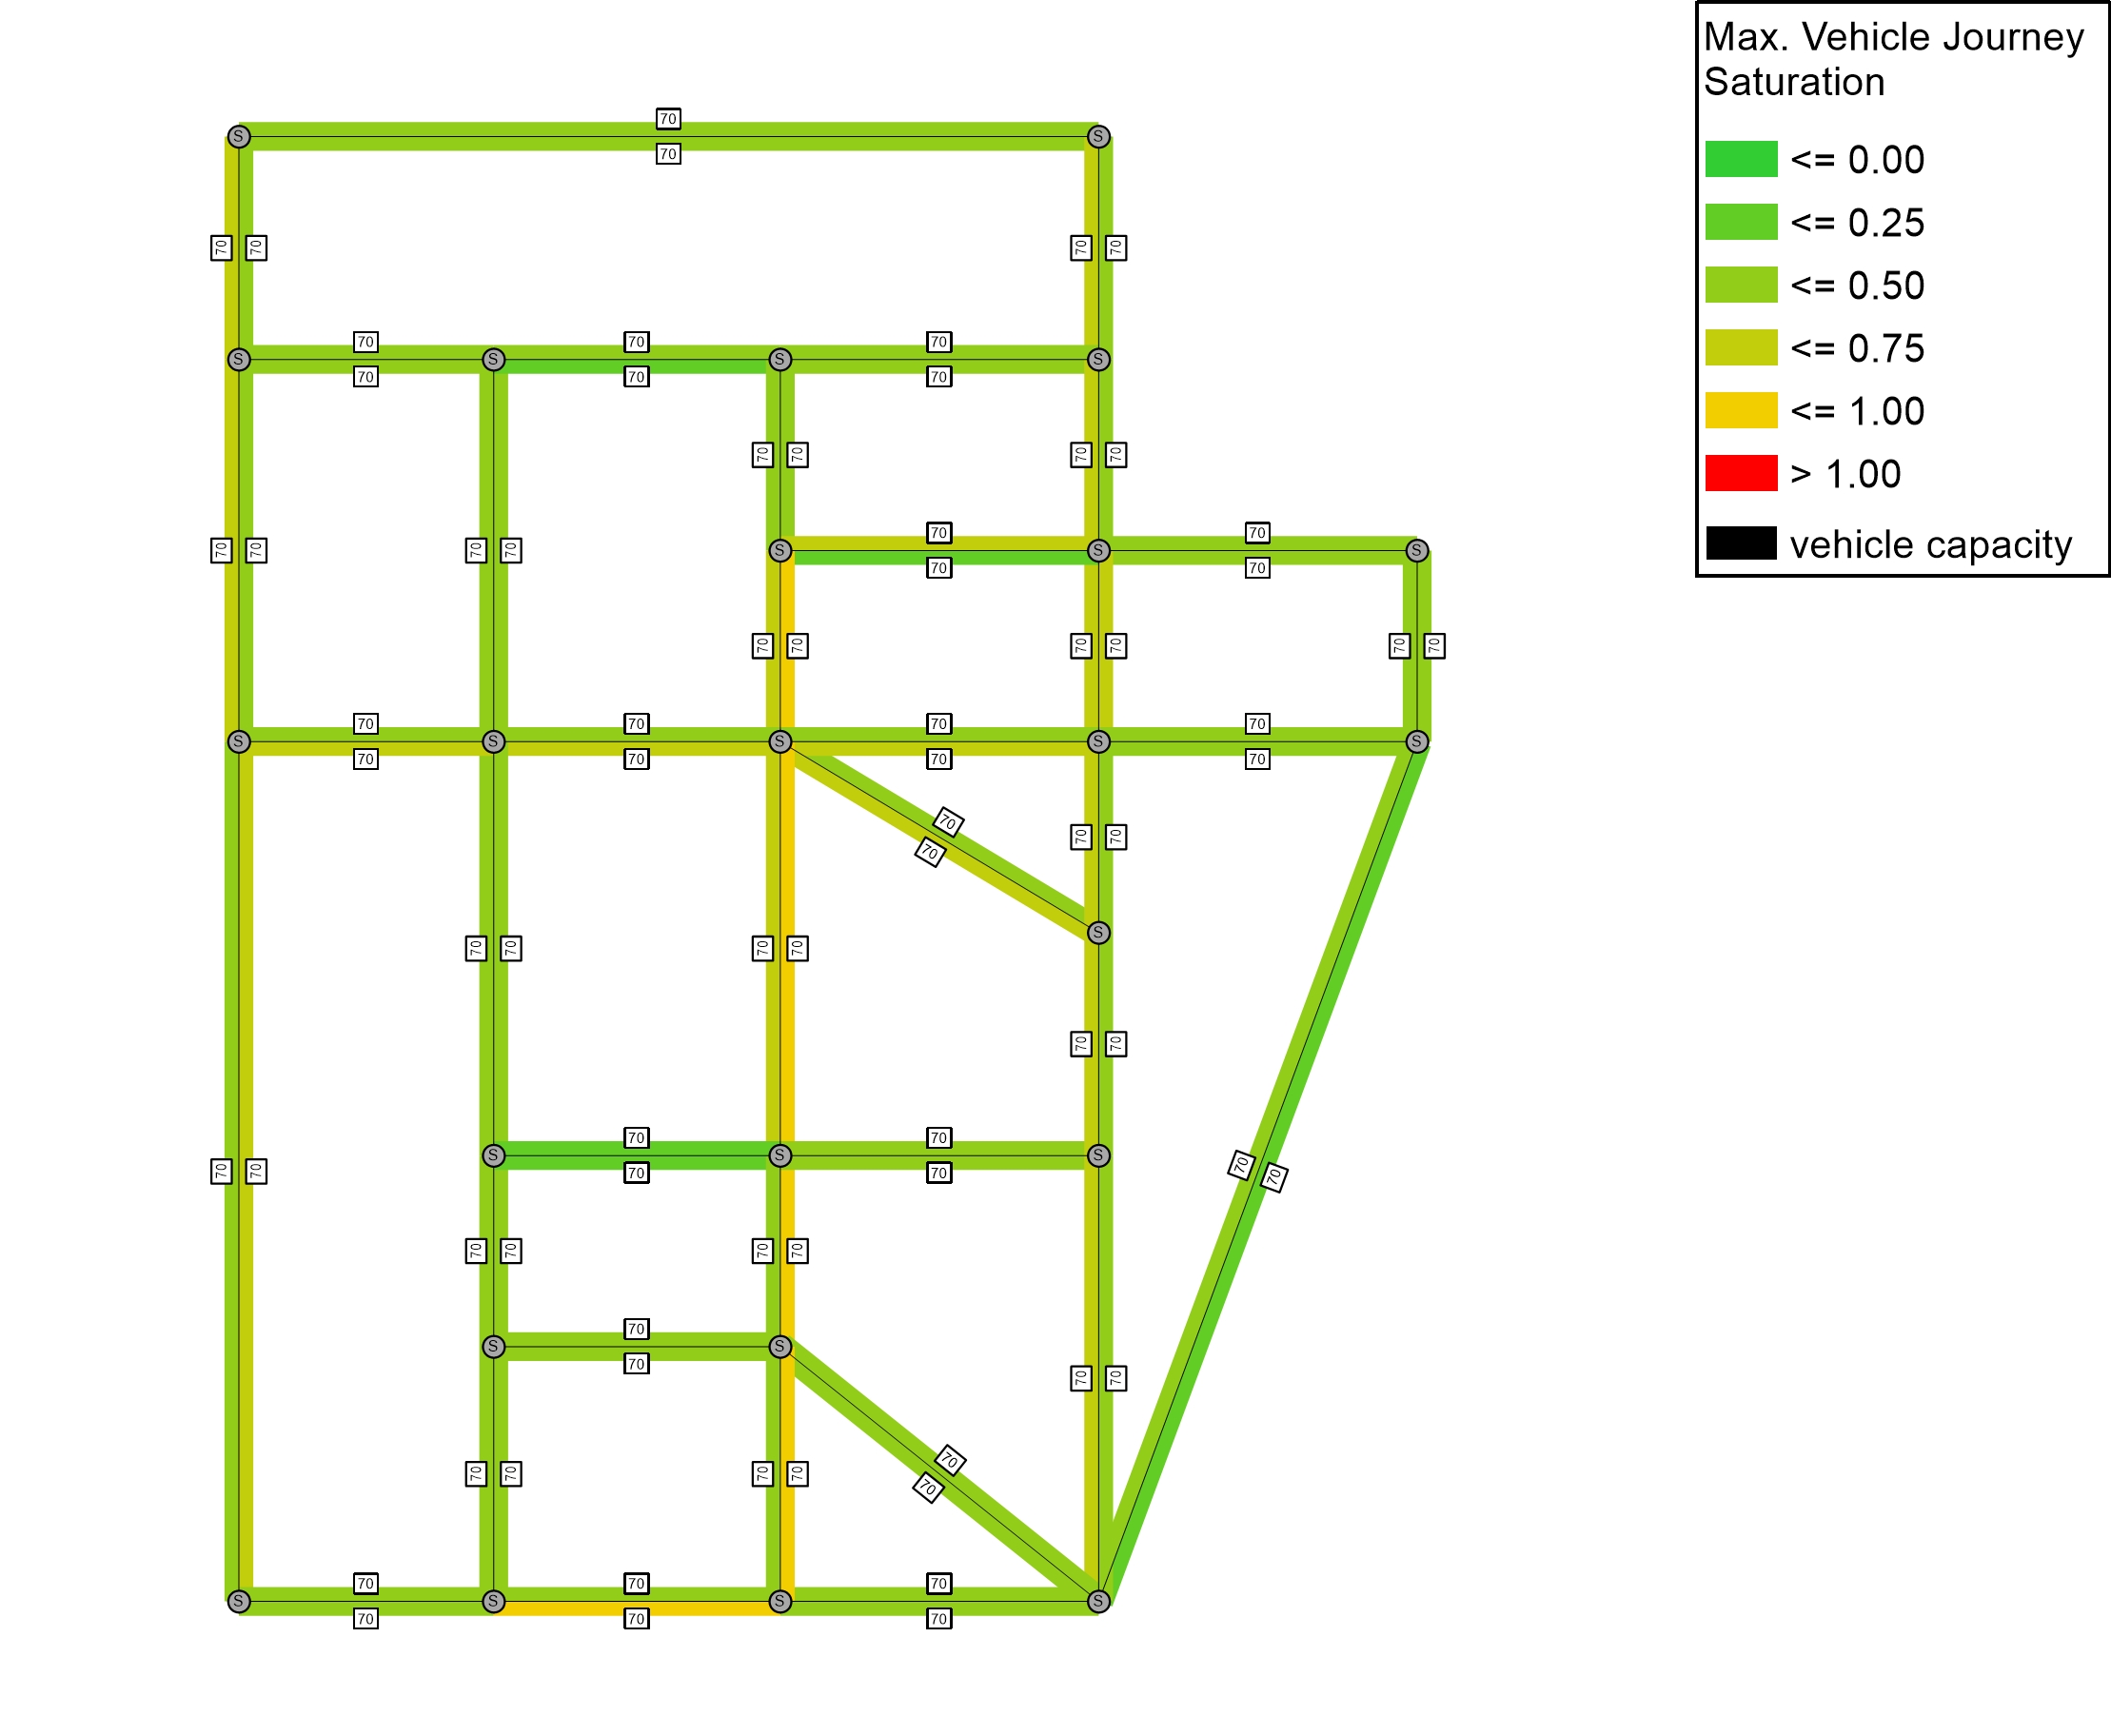 Max. Vehicle Journey
Saturation
<= 0.00
<= 0.25
<= 0.50
<= 0.75
<= 1.00
> 1.00
vehicle capacity
70
S S
70
70 70 70 70
70 70 70
S S S S
70 70 70
70 70 70 70
70 70
70 70 70 70 S S S
70 70
70 70 70 70 70 70
70 70 70 70
S S S S S
70 70 70 70
70
70 70
70
S
70 70 70 70
70 70
70 70
S S S
70 70 70 70 70 70
70 70 70 70
70
S S
70
70 70
70
70 70 70 70
70
70 70 70
S S S S
70 70 70